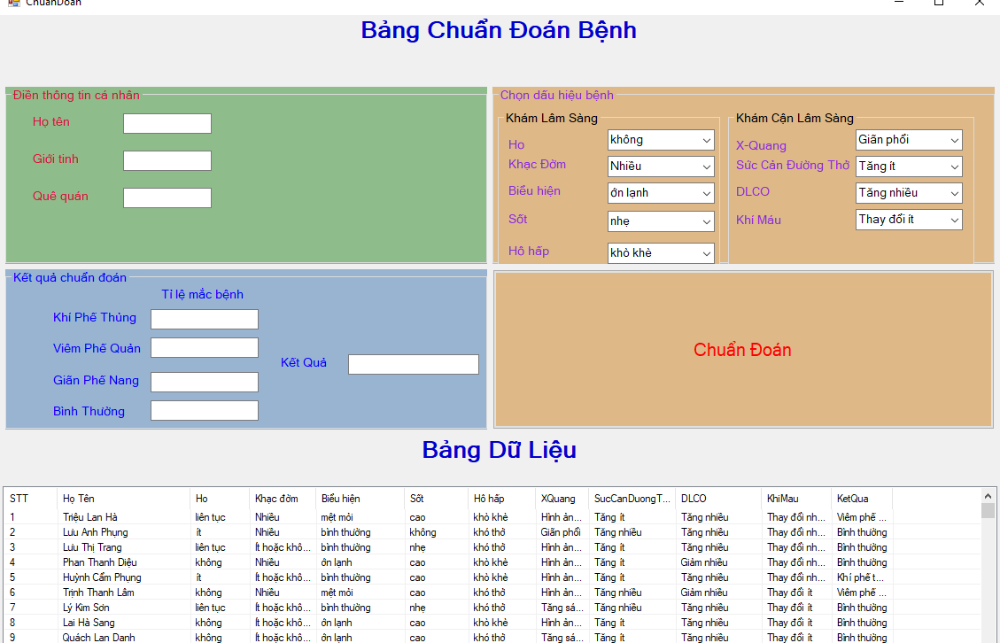 ChuanDoan
Bảng Chuẩn Đoán Bệnh
Điền thông tin cá nhân
Họ tên
Giới tinh
Quê quán
Chọn dấu hiệu bệnh
Khám Lâm Sàng
Ho không
Khạc Đờm Nhiều
Biểu hiện ớn lạnh
Sốt nhẹ
Hô hấp khò khè
Khám Cận Lâm Sàng
X-Quang Giãn phổi
Sức Cản Đường Thở Tăng ít
DLCO Tăng nhiều
Khí Máu Thay đổi ít
Kết quả chuẩn đoán
Tỉ lệ mắc bệnh
Khí Phế Thủng
Viêm Phế Quản
Giãn Phế Nang
Bình Thường
Kết Quả
Chuẩn Đoán
Bảng Dữ Liệu
STT Họ Tên Ho Khạc đờm Biểu hiện Sốt Hô hấp XQuang SucCanDuongT... DLCO KhiMau KetQua
1 Triệu Lan Hà liên tục Nhiều mệt mỏi cao khò khè Hình ản... Tăng ít Tăng nhiều Thay đổi nh... Viêm phế ...
2 Lưu Anh Phụng ít Nhiều bình thường không khó thở Giãn phổi Tăng nhiều Tăng nhiều Thay đổi nh... Bình thường
3 Lưu Thị Trang liên tục Ít hoặc khô... bình thường nhẹ khó thở Hình ản... Tăng ít Tăng nhiều Thay đổi nh... Bình thường
4 Phan Thanh Diệu không Nhiều ớn lạnh cao khò khè Hình ản... Tăng ít Giảm nhiều Thay đổi nh... Bình thường
5 Huỳnh Cẩm Phụng ít Ít hoặc khô... bình thường cao khò khè Hình ản... Tăng ít Tăng nhiều Thay đổi nh... Khí phế t...
6 Trịnh Thanh Lâm không Nhiều mệt mỏi cao khó thở Hình ản... Tăng nhiều Giảm nhiều Thay đổi ít Viêm phế ...
7 Lý Kim Sơn liên tục Ít hoặc khô... bình thường nhẹ khó thở Tăng sá... Tăng nhiều Tăng nhiều Thay đổi ít Bình thường
8 Lai Hà Sang không Ít hoặc khô... ớn lạnh cao khò khè Hình ản... Tăng ít Tăng nhiều Thay đổi ít Bình thường
9 Quách Lan Danh không Ít hoặc khô... ớn lạnh cao khó thở Tăng sá... Tăng ít Tăng nhiều Thay đổi ít Bình thường